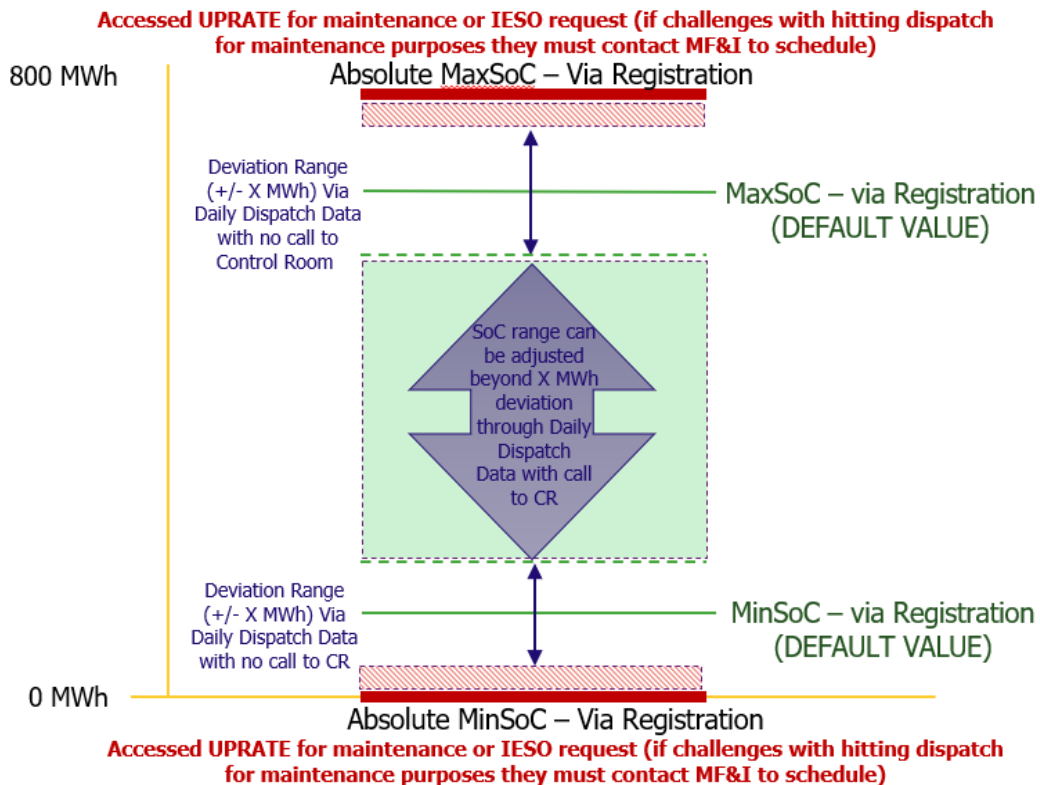 Accessed UPRATE for maintenance or IESO request (if challenges with hitting dispatch
for maintenance purposes they must contact MF&I to schedule)
800 MWh
Absolute MaxSoC – Via Registration
Deviation Range
(+/- X MWh) Via
Daily Dispatch Data
with no call to
Control Room
MaxSoC – via Registration
(DEFAULT VALUE)
SoC range can
be adjusted
beyond X MWh
deviation
through Daily
Dispatch
Data with call
to CR
Deviation Range
(+/- X MWh) Via
Daily Dispatch Data
with no call to CR
MinSoC – via Registration
(DEFAULT VALUE)
0 MWh
Absolute MinSoC – Via Registration
Accessed UPRATE for maintenance or IESO request (if challenges with hitting dispatch
for maintenance purposes they must contact MF&I to schedule)